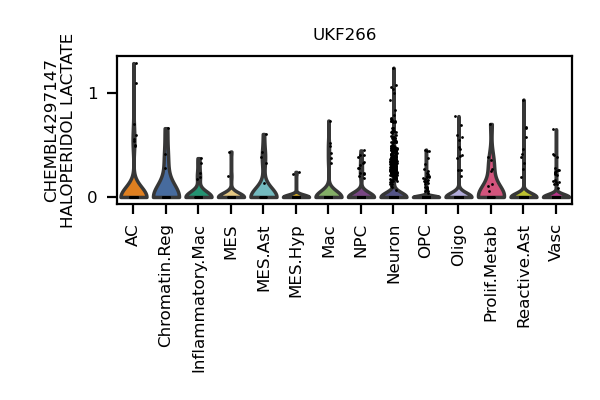 UKF266
CHEMBL4297147
HALOPERIDOL LACTATE
1
0
AC
Chromatin.Reg
Inflammatory.Mac
MES
MES.Ast
MES.Hyp
Mac
NPC
Neuron
OPC
Oligo
Prolif.Metab
Reactive.Ast
Vasc